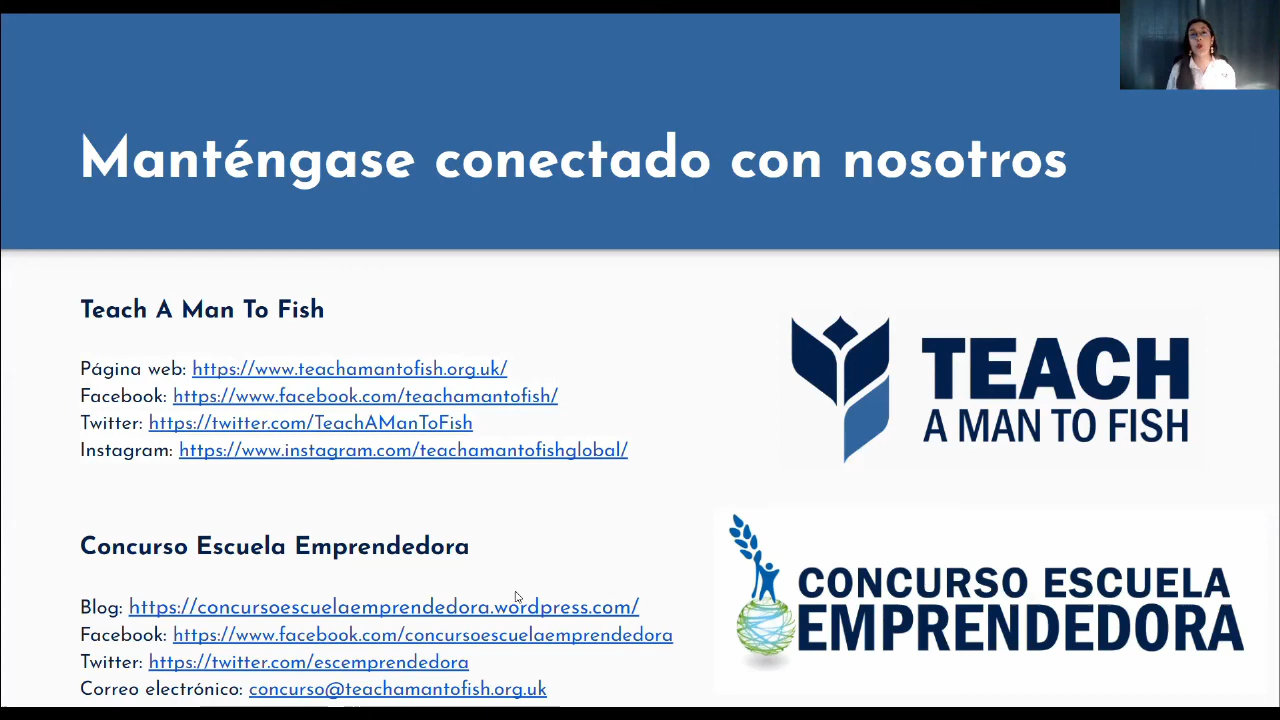 Manténgase conectado con nosotros
Teach A Man To Fish
Página web: https://www.teachamantofish.org.uk/
Facebook: https://www.facebook.com/teachamantofish/
Twitter: https://twitter.com/TeachAManToFish
Instagram: https://www.instagram.com/teachamantofishglobal/
TEACH
A MAN TO FISH
Concurso Escuela Emprendedora
Blog: https://concursoescuelaemprendedora.wordpress.com/
Facebook: https://www.facebook.com/concursoescuelaemprendedora
Twitter: https://twitter.com/escemprendedora
Correo electrónico: concurso@teachamantofish.org.uk
CONCURSO ESCUELA
EMPRENDEDORA